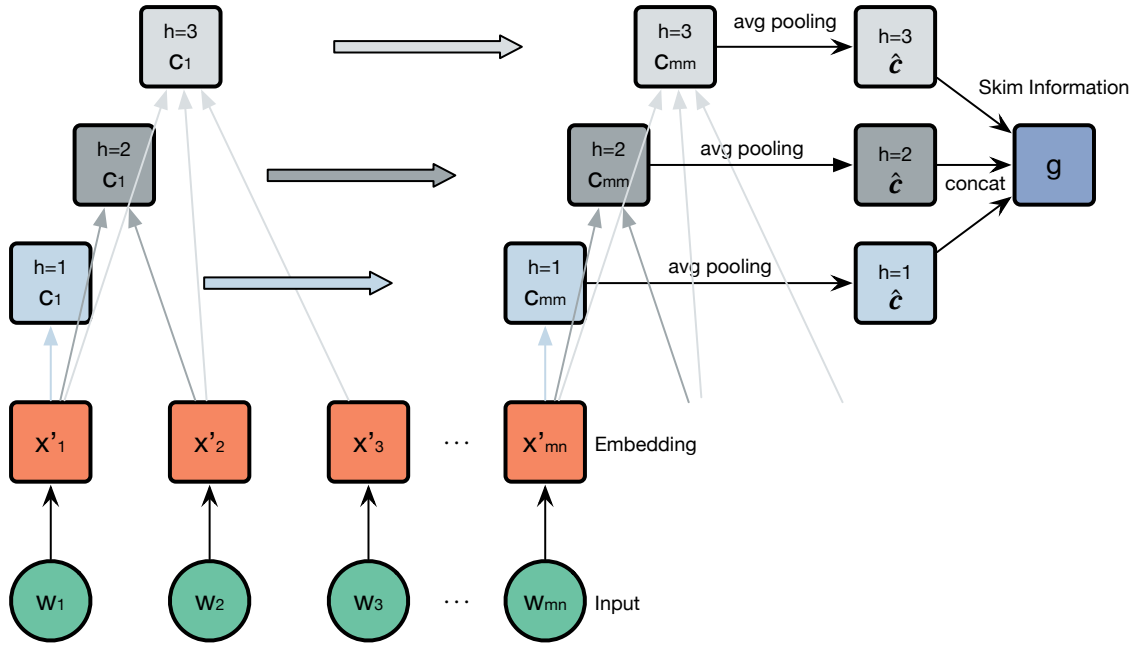 h=3
C1
h=3
Cmm
avg pooling
h=3
ĉ
Skim Information
h=2
C1
h=2
Cmm
avg pooling
h=2
ĉ
concat
g
h=1
C1
h=1
Cmm
avg pooling
h=1
ĉ
x'1
x'2
x'3
...
x'mn
Embedding
w1
w2
w3
...
wmn
Input